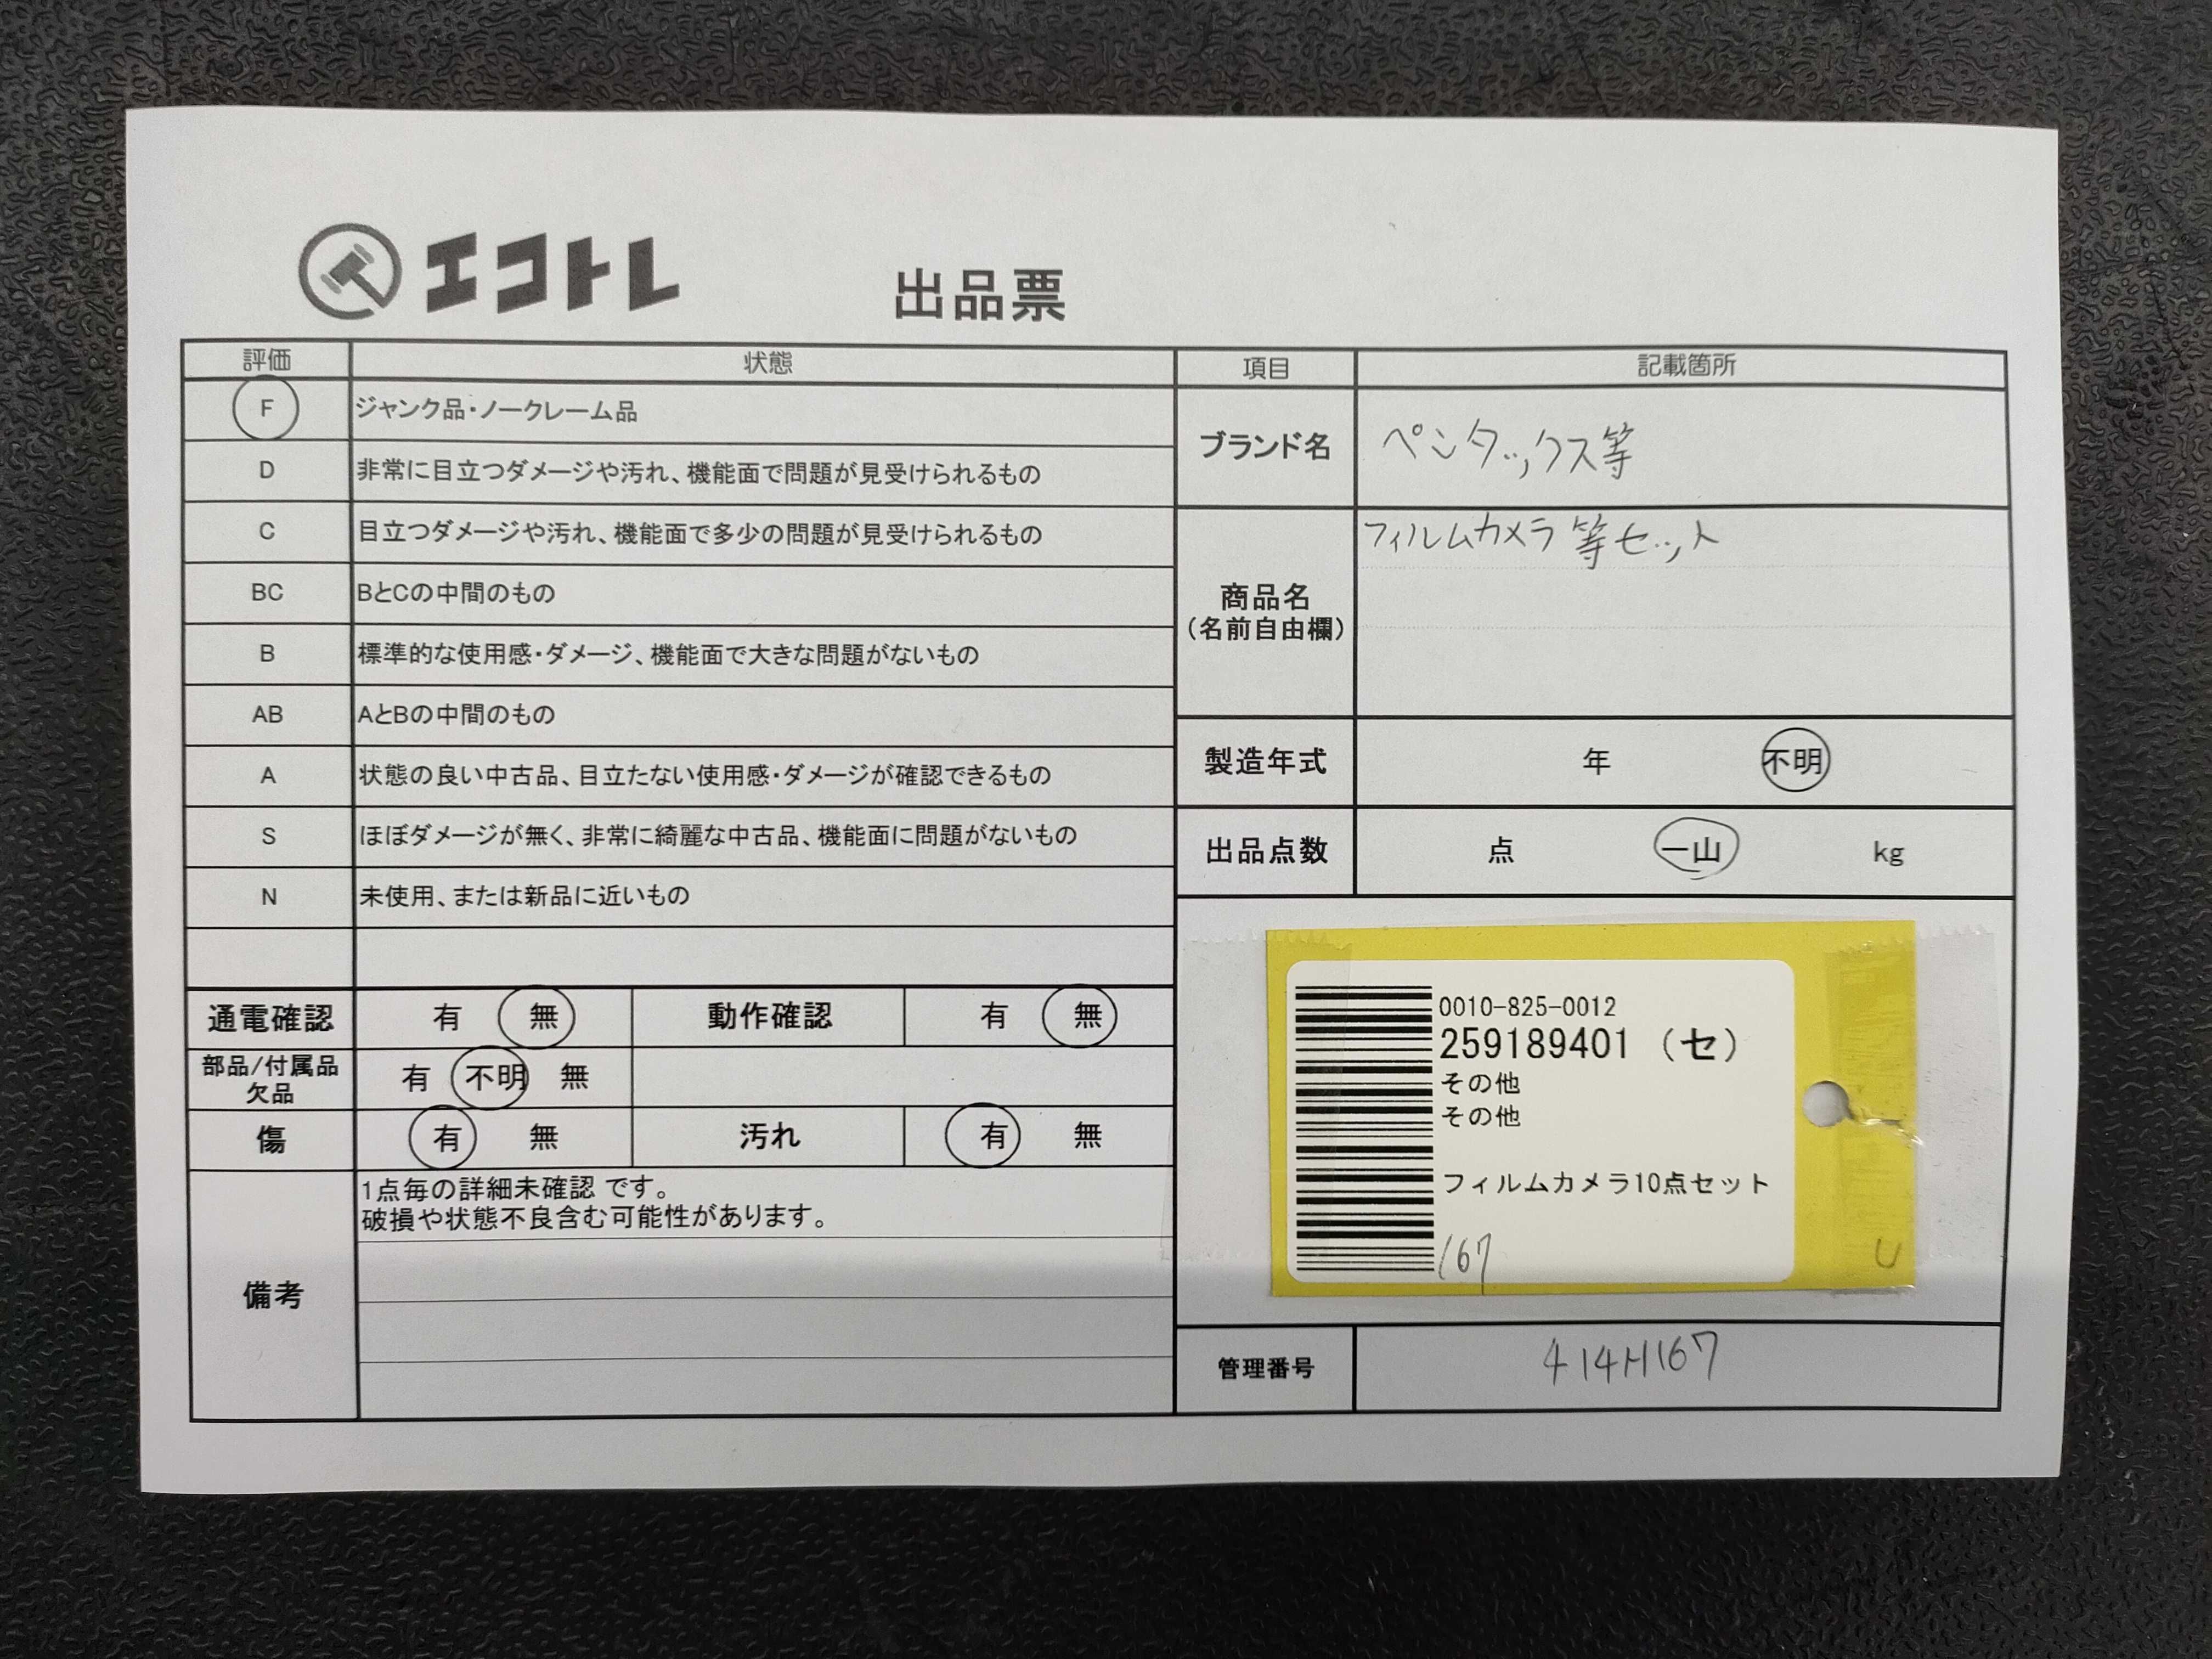 エコトレ
出品票
評価 状態
F ジャンク品・ノークレーム品
D 非常に目立つダメージや汚れ、機能面で問題が見受けられるもの
C 目立つダメージや汚れ、機能面で多少の問題が見受けられるもの
BC BとCの中間のもの
B 標準的な使用感・ダメージ、機能面で大きな問題がないもの
AB AとBの中間のもの
A 状態の良い中古品、目立たない使用感・ダメージが確認できるもの
S ほぼダメージが無く、非常に綺麗な中古品、機能面に問題がないもの
N 未使用、または新品に近いもの
通電確認 有 無 動作確認 有 無
部品/付属品
欠品
有 不明 無
傷 有 無 汚れ 有 無
備考
1点毎の詳細未確認 です。
破損や状態不良含む可能性があります。
項目 記載箇所
ブランド名 ペンタックス等
商品名
(名前自由欄)
フィルムカメラ等セット
製造年式 年 不明
出品点数 点 一山 kg
0010-825-0012
259189401 (セ)
その他
その他
フィルムカメラ10点セット
167
U
管理番号 414H167